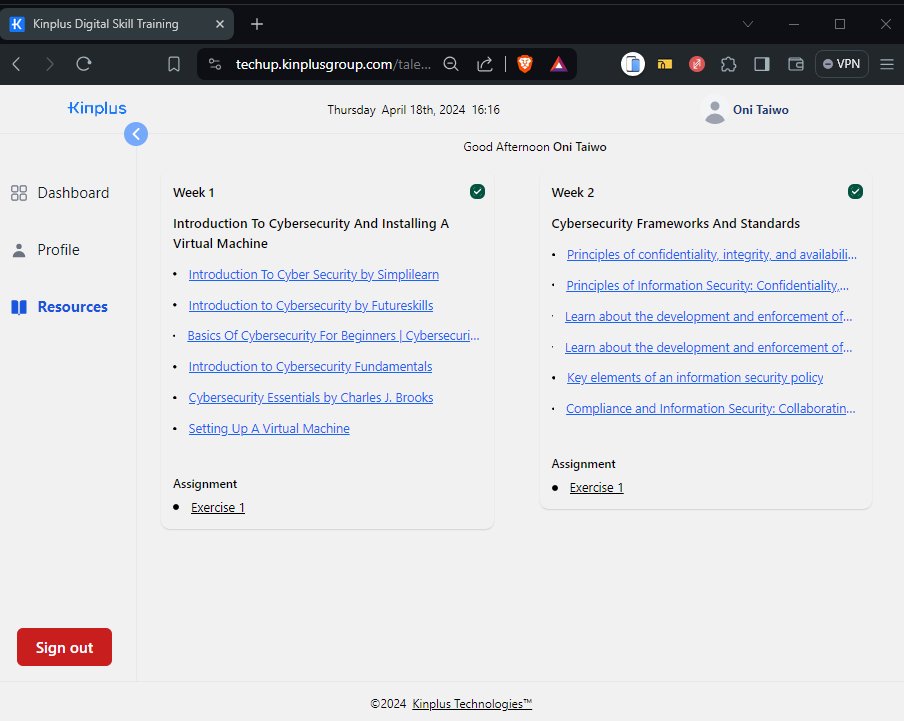 Kinplus Digital Skill Training
techup.kinplusgroup.com/tale...
VPN
Kinplus
Thursday April 18th, 2024 16:16
Oni Taiwo
Good Afternoon Oni Taiwo
Dashboard
Profile
Resources
Sign out
Week 1
Introduction To Cybersecurity And Installing A
Virtual Machine
• Introduction To Cyber Security by Simplilearn
• Introduction to Cybersecurity by Futureskills
• Basics Of Cybersecurity For Beginners | Cybersecuri...
• Introduction to Cybersecurity Fundamentals
• Cybersecurity Essentials by Charles J. Brooks
• Setting Up A Virtual Machine
Assignment
• Exercise 1
Week 2
Cybersecurity Frameworks And Standards
• Principles of confidentiality, integrity, and availabili...
• Principles of Information Security: Confidentiality,...
• Learn about the development and enforcement of...
• Learn about the development and enforcement of...
• Key elements of an information security policy
• Compliance and Information Security: Collaboratin...
Assignment
• Exercise 1
©2024 Kinplus Technologies™